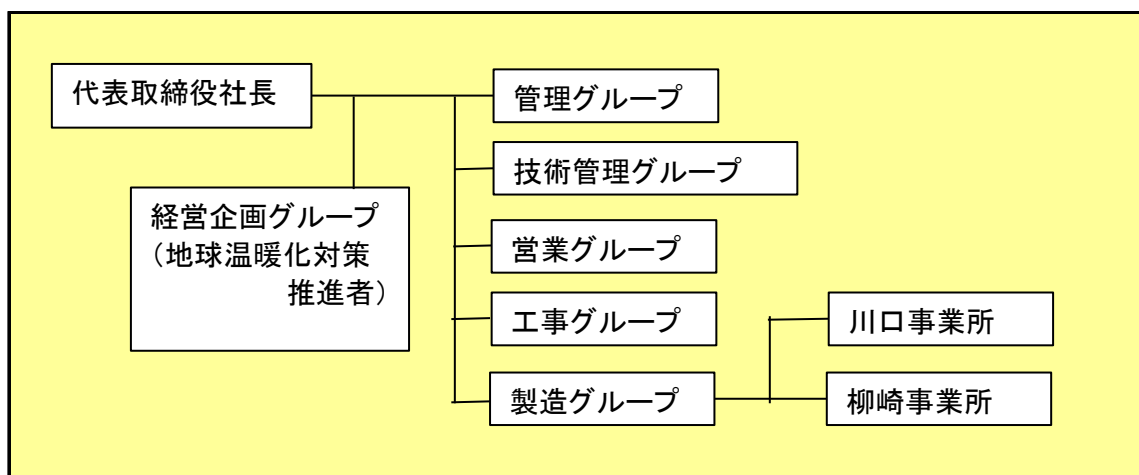 代表取締役社長
管理グループ
技術管理グループ
経営企画グループ
（地球温暖化対策
推進者）
営業グループ
工事グループ
川口事業所
製造グループ
柳崎事業所